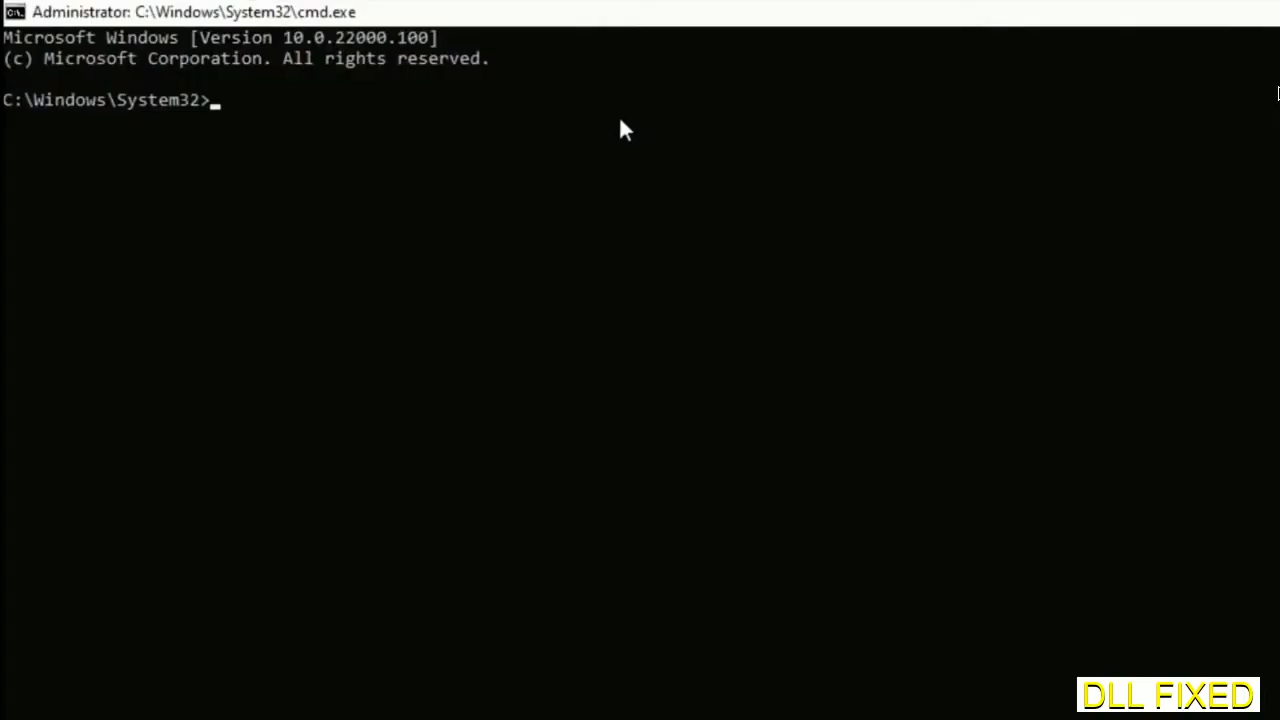 Administrator: C:\Windows\System32\cmd.exe
Microsoft Windows [Version 10.0.22000.100]
(c) Microsoft Corporation. All rights reserved.
C:\Windows\System32>_
DLL FIXED